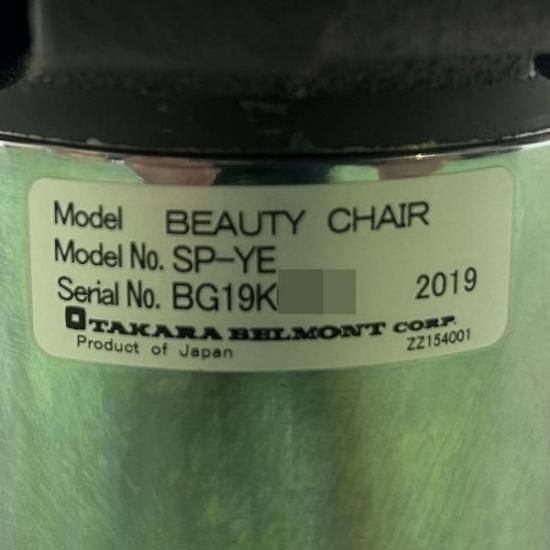 Model BEAUTY CHAIR
Model No. SP-YE
Serial No. BG19K 2019
TAKARA BELMONT CORP.
Product of Japan ZZ154001